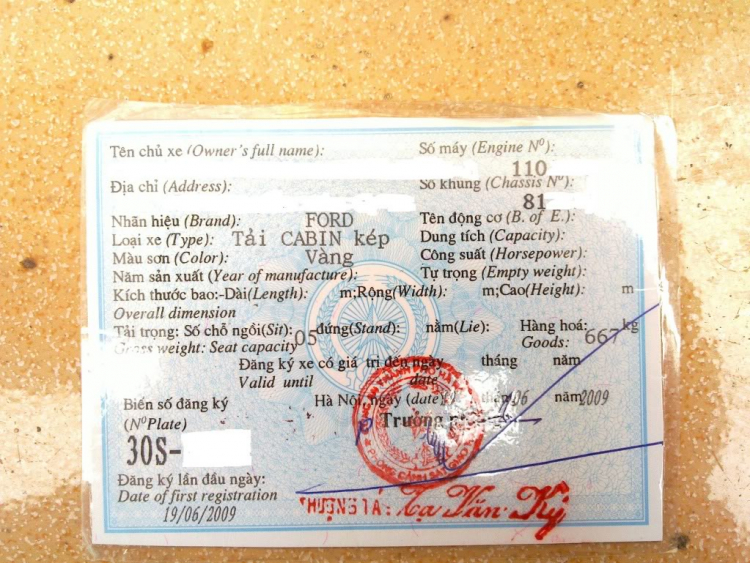 Tên chủ xe (Owner's full name):
Số máy (Engine Nº):
110
Địa chỉ (Address):
Số khung (Chassis Nº):
81
Nhãn hiệu (Brand): FORD
Tên động cơ (B. of E.):
Loại xe (Type): Tải CABIN kép
Dung tích (Capacity):
Màu sơn (Color): Vàng
Công suất (Horsepower):
Năm sản xuất (Year of manufacture):
Tự trọng (Empty weight):
Kích thước bao:-Dài(Length): m;Rộng(Width): m;Cao(Height): m
Overall dimension
Tải trọng: Số chỗ ngồi(Sit): 05 đứng(Stand): nằm(Lie): Hàng hoá: 667 kg
Gross weight: Seat capacity Goods:
Đăng ký xe có giá trị đến ngày tháng năm
Valid until date
Hà Nội, ngày (date) 06 năm 2009
Biển số đăng ký
(NºPlate)
Trưởng
30S-
Đăng ký lần đầu ngày:
Date of first registration
19/06/2009
THƯỢNG TÁ: Tạ Văn Kỷ